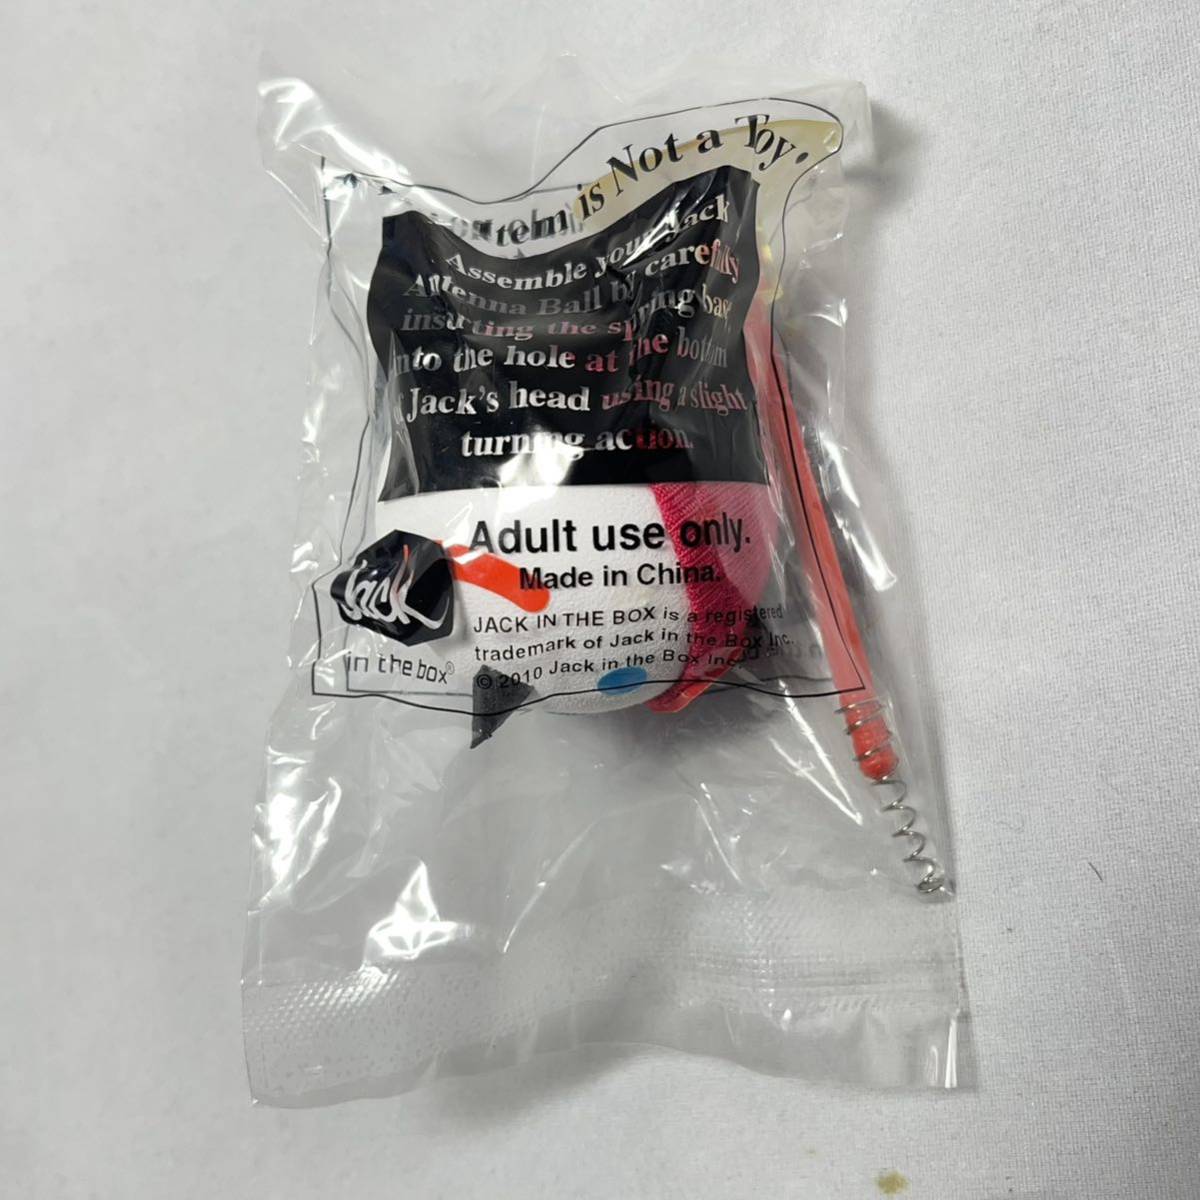 Item is Not a Toy.
Assemble your Jack
Antenna Ball by carefully
inserting the spring base
into the hole at the bottom
of Jack's head using a slight
turning action.
Adult use only.
Made in China.
Jack
in the box®
JACK IN THE BOX is a registered
trademark of Jack in the Box Inc.
© 2010 Jack in the Box Inc.